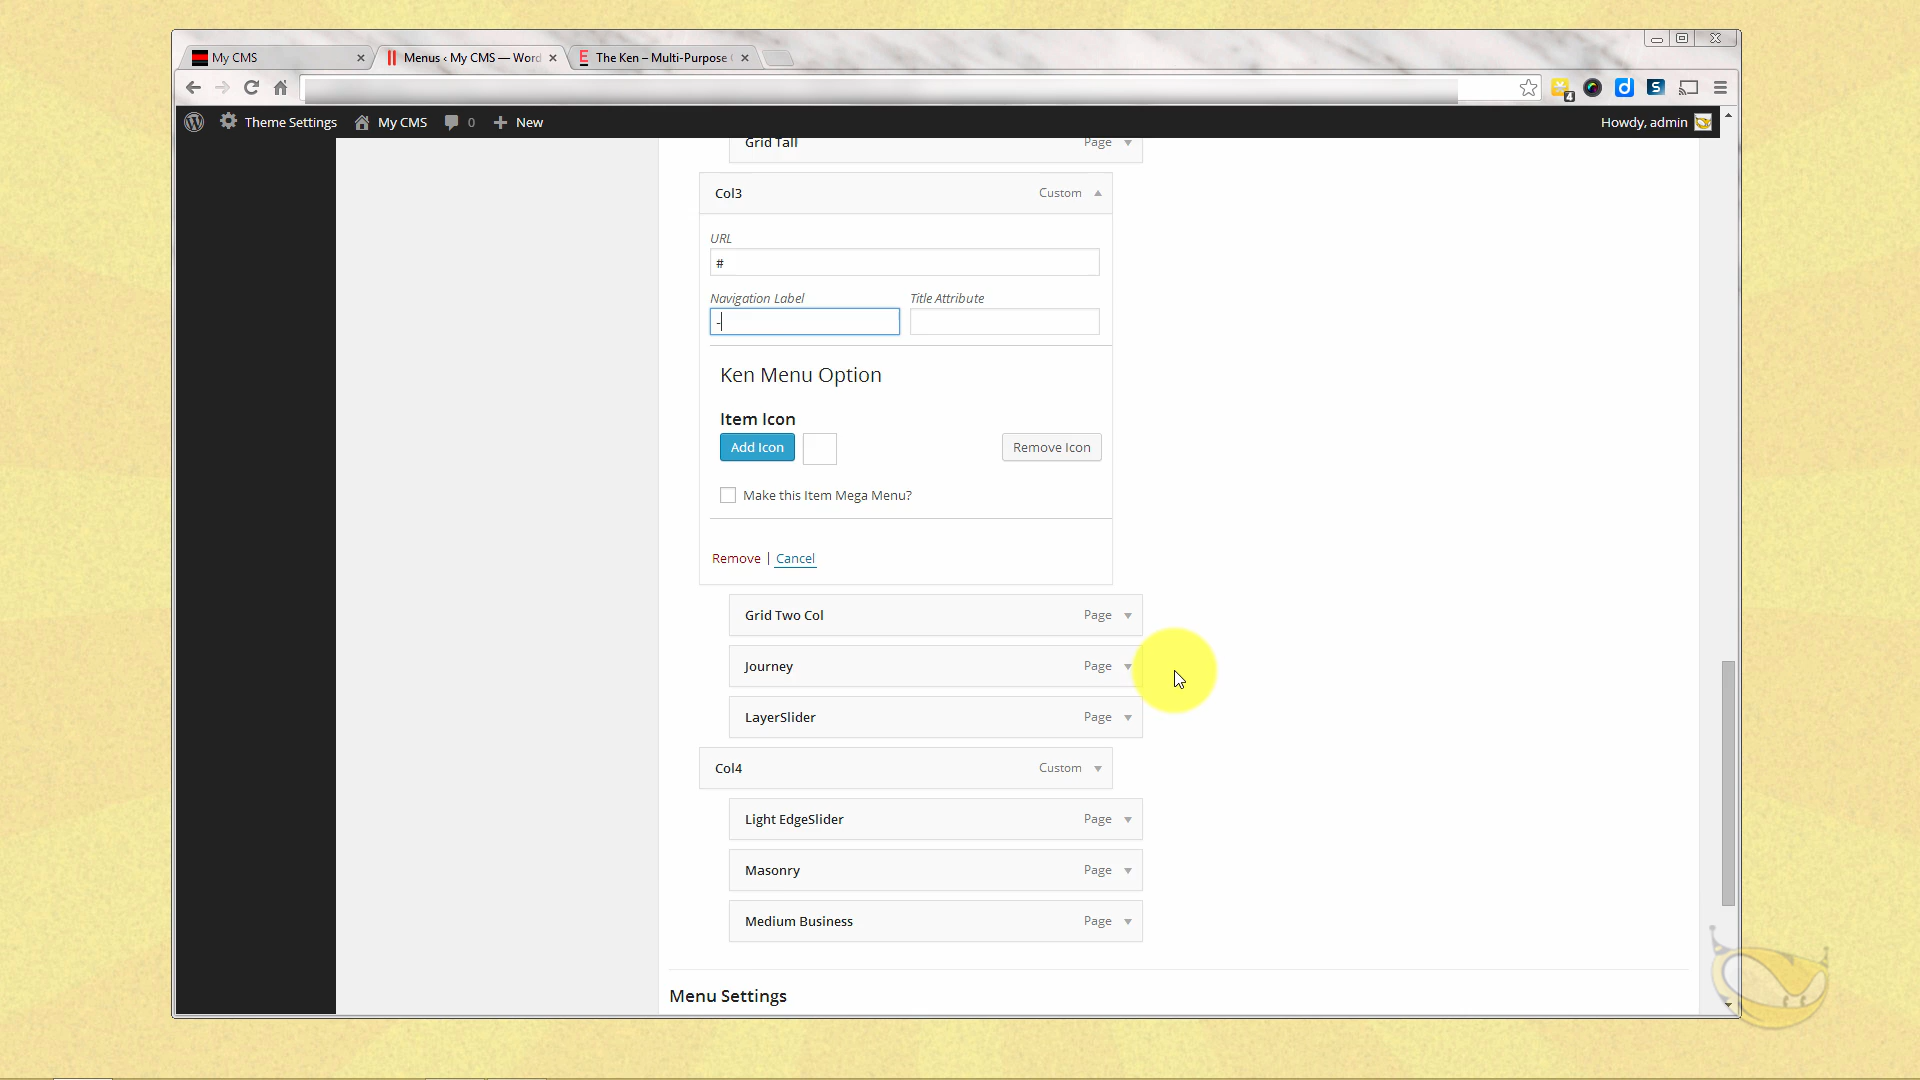 My CMS
Menus ‹ My CMS — Word
The Ken – Multi-Purpose
4
Theme Settings
My CMS
0
New
Howdy, admin
Grid Tall
Page
Col3
Custom
URL
#
Navigation Label
Title Attribute
-
Ken Menu Option
Item Icon
Add Icon
Remove Icon
Make this Item Mega Menu?
Remove | Cancel
Grid Two Col
Page
Journey
Page
LayerSlider
Page
Col4
Custom
Light EdgeSlider
Page
Masonry
Page
Medium Business
Page
Menu Settings